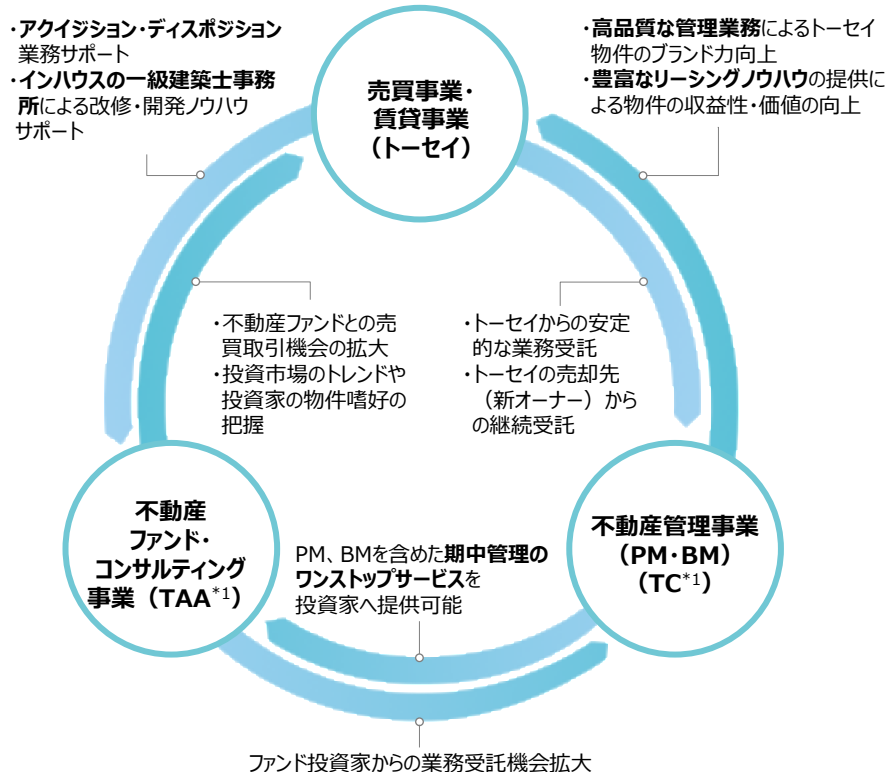 ・アクイジション・ディスポジション
業務サポート
・インハウスの一級建築士事務
所による改修・開発ノウハウ
サポート
・高品質な管理業務によるトーセイ
物件のブランド力向上
・豊富なリーシングノウハウの提供に
よる物件の収益性・価値の向上
売買事業・
賃貸事業
（トーセイ）
・不動産ファンドとの売
買取引機会の拡大
・投資市場のトレンドや
投資家の物件嗜好の
把握
・トーセイからの安定
的な業務受託
・トーセイの売却先
（新オーナー）から
の継続受託
不動産
ファンド・
コンサルティング
事業（TAA*1）
PM、BMを含めた期中管理の
ワンストップサービスを
投資家へ提供可能
不動産管理事業
（PM・BM）
（TC*1）
ファンド投資家からの業務受託機会拡大